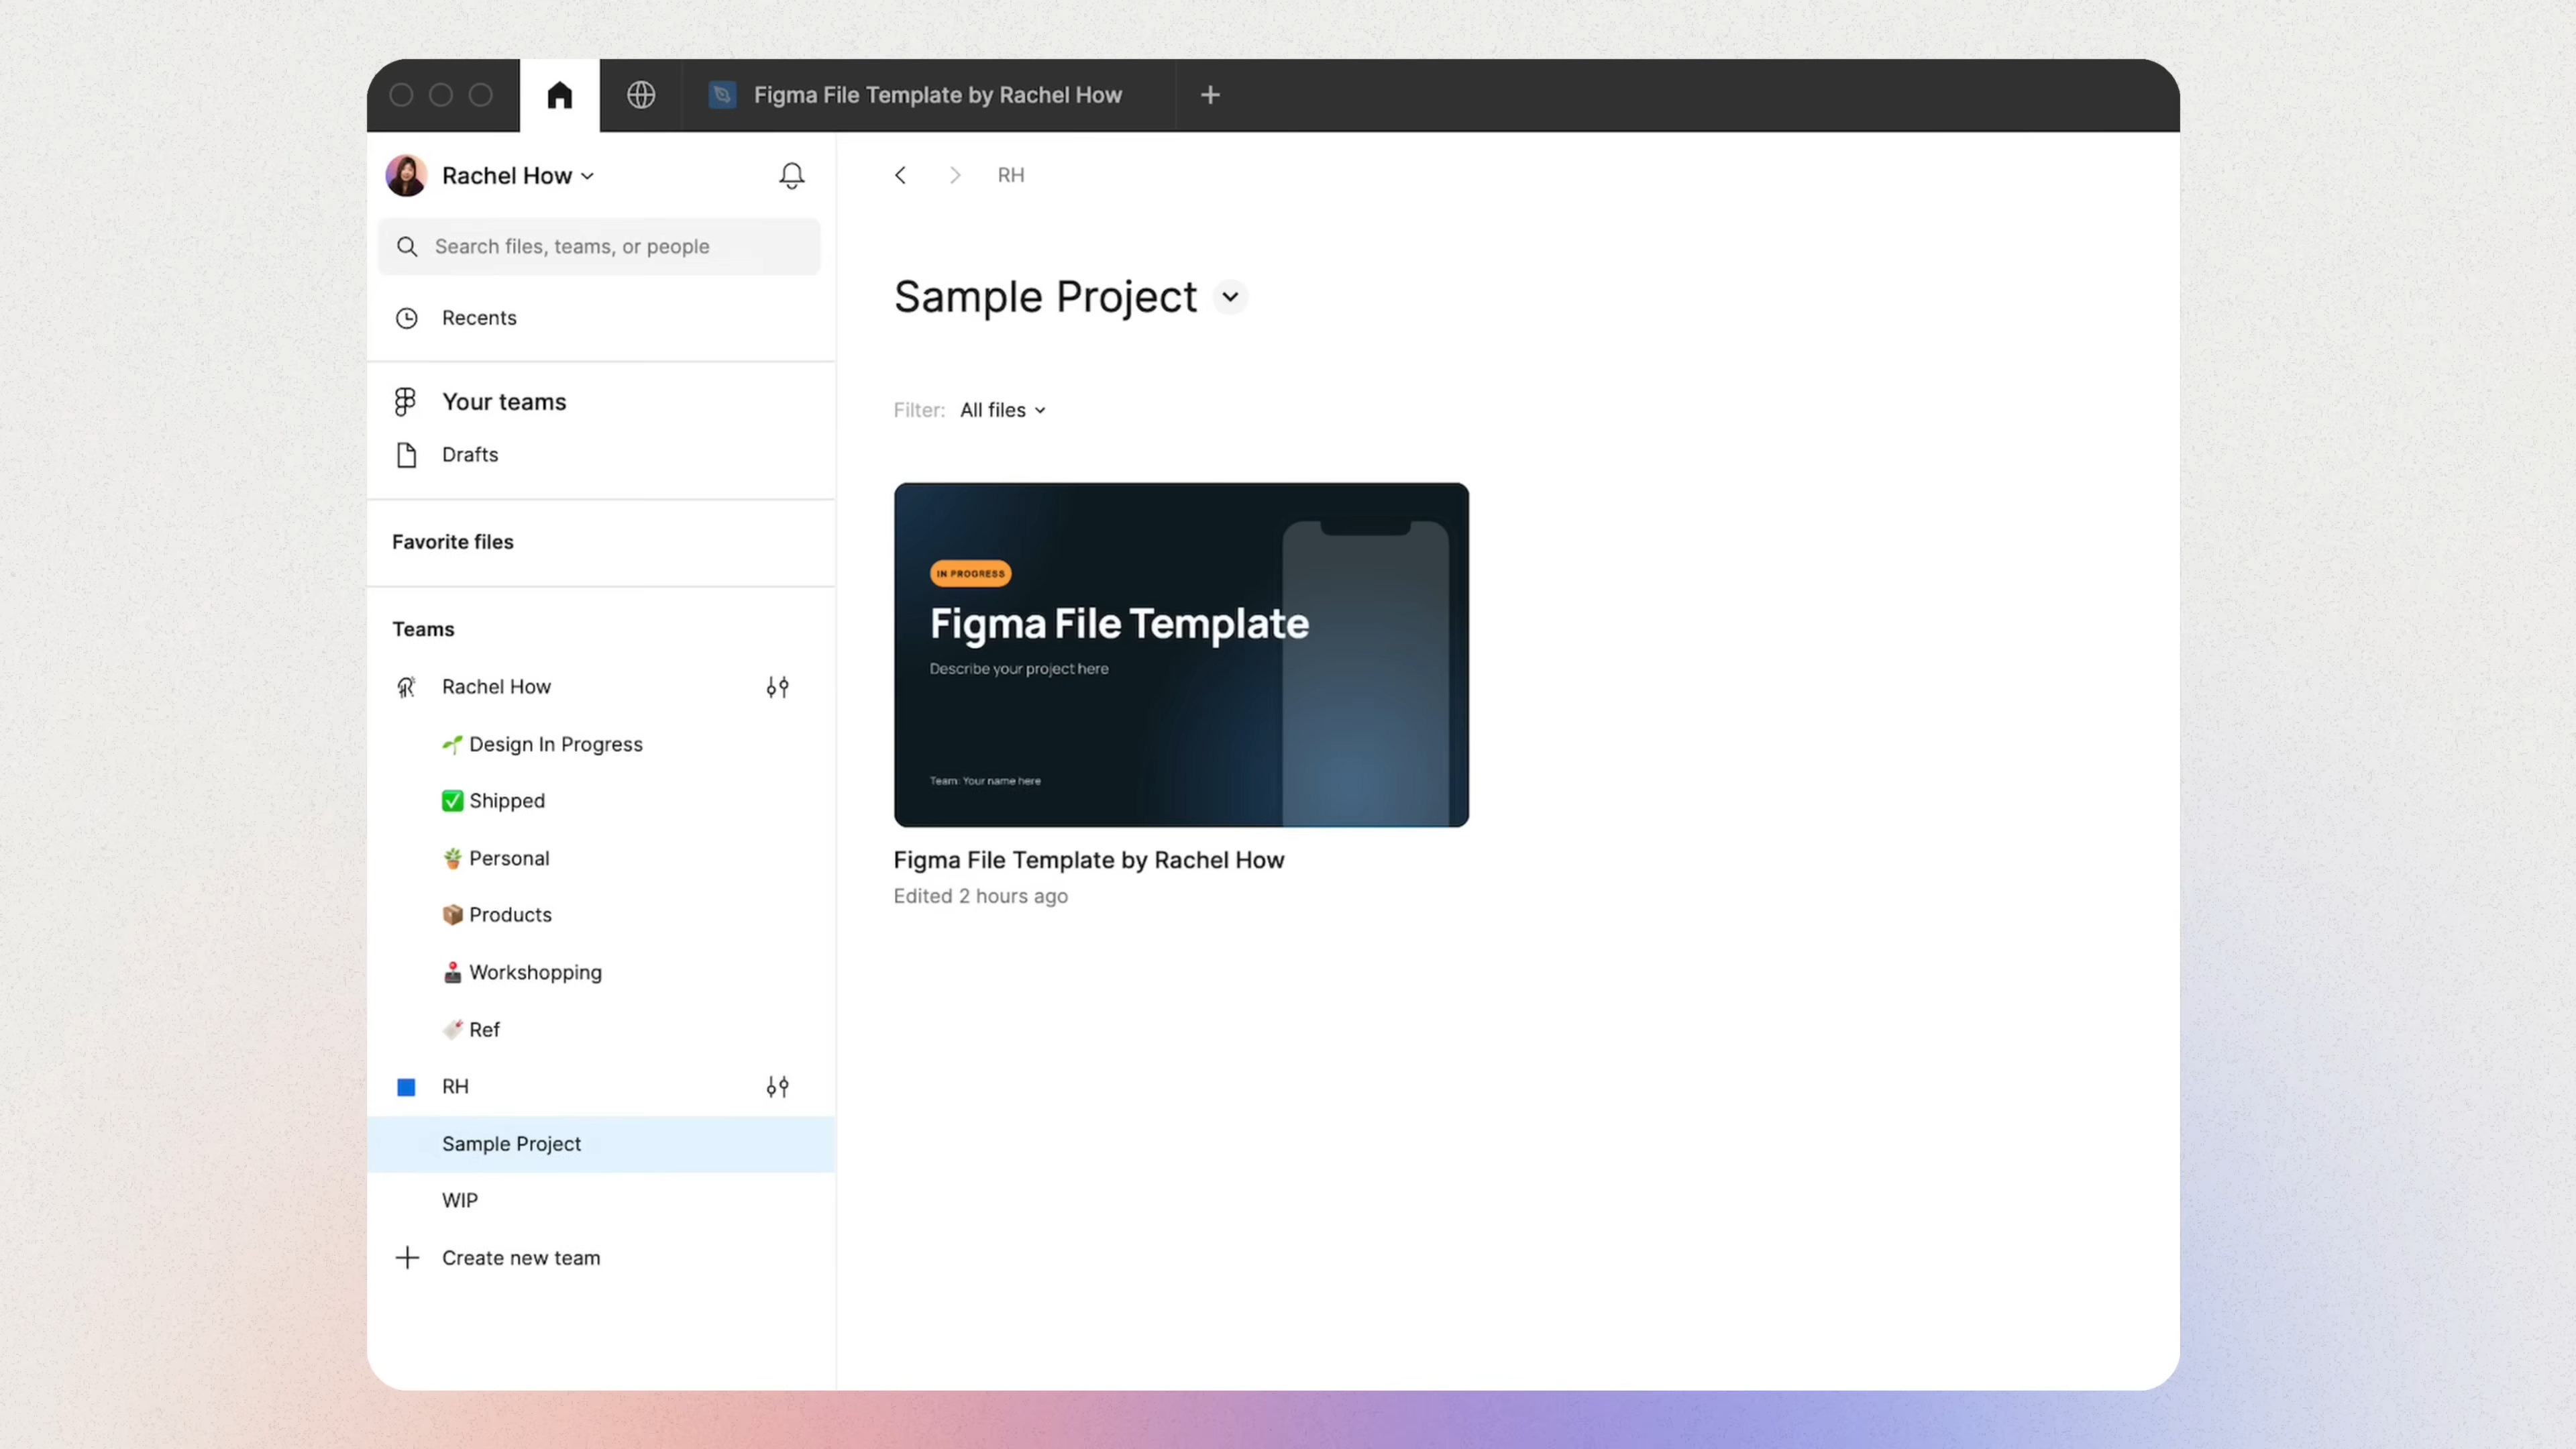 Figma File Template by Rachel How
Rachel How
RH
Search files, teams, or people
Recents
Your teams
Drafts
Favorite files
Teams
Rachel How
Design In Progress
Shipped
Personal
Products
Workshopping
Ref
RH
Sample Project
WIP
Create new team
Sample Project
Filter: All files
IN PROGRESS
Figma File Template
Describe your project here
Team: Your name here
Figma File Template by Rachel How
Edited 2 hours ago